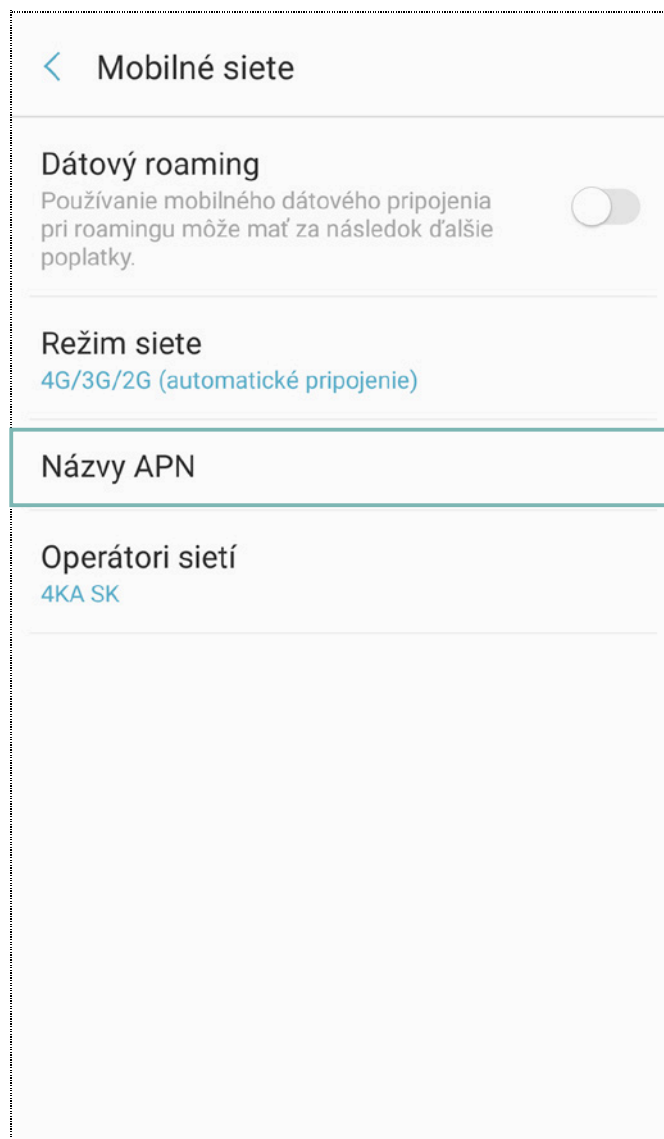 Mobilné siete
Dátový roaming
Používanie mobilného dátového pripojenia
pri roamingu môže mať za následok ďalšie
poplatky.
Režim siete
4G/3G/2G (automatické pripojenie)
Názvy APN
Operátori sietí
4KA SK